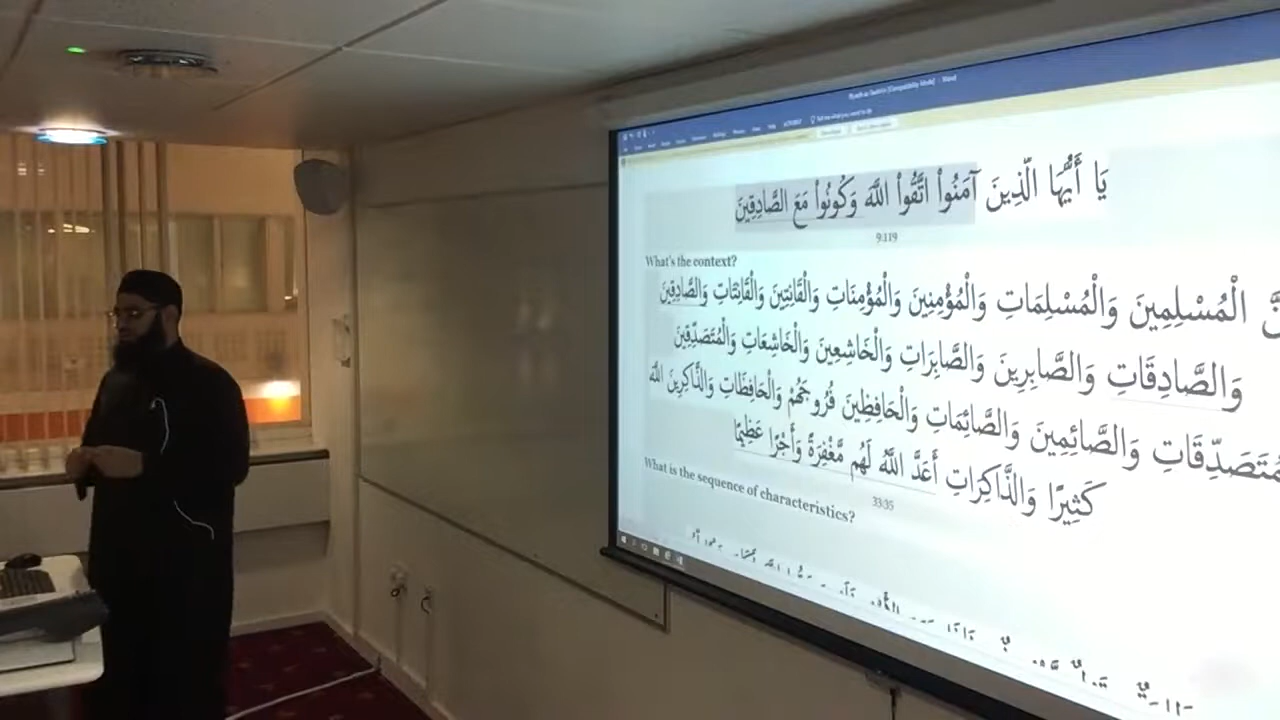 يَا أَيُّهَا الَّذِينَ آمَنُواْ اتَّقُواْ اللَّهَ وَكُونُواْ مَعَ الصَّادِقِينَ
9:119
What's the context?
الْمُسْلِمِينَ وَالْمُسْلِمَاتِ وَالْمُؤْمِنِينَ وَالْمُؤْمِنَاتِ وَالْقَانِتِينَ وَالْقَانِتَاتِ وَالصَّادِقِينَ
وَالصَّادِقَاتِ وَالصَّابِرِينَ وَالصَّابِرَاتِ وَالْخَاشِعِينَ وَالْخَاشِعَاتِ وَالْمُتَصَدِّقِينَ
وَالصَّائِمِينَ وَالصَّائِمَاتِ وَالْحَافِظِينَ فُرُوجَهُمْ وَالْحَافِظَاتِ وَالذَّاكِرِينَ اللَّهَ
كَثِيرًا وَالذَّاكِرَاتِ أَعَدَّ اللَّهُ لَهُم مَّغْفِرَةً وَأَجْرًا عَظِيمًا
33:35
What is the sequence of characteristics?